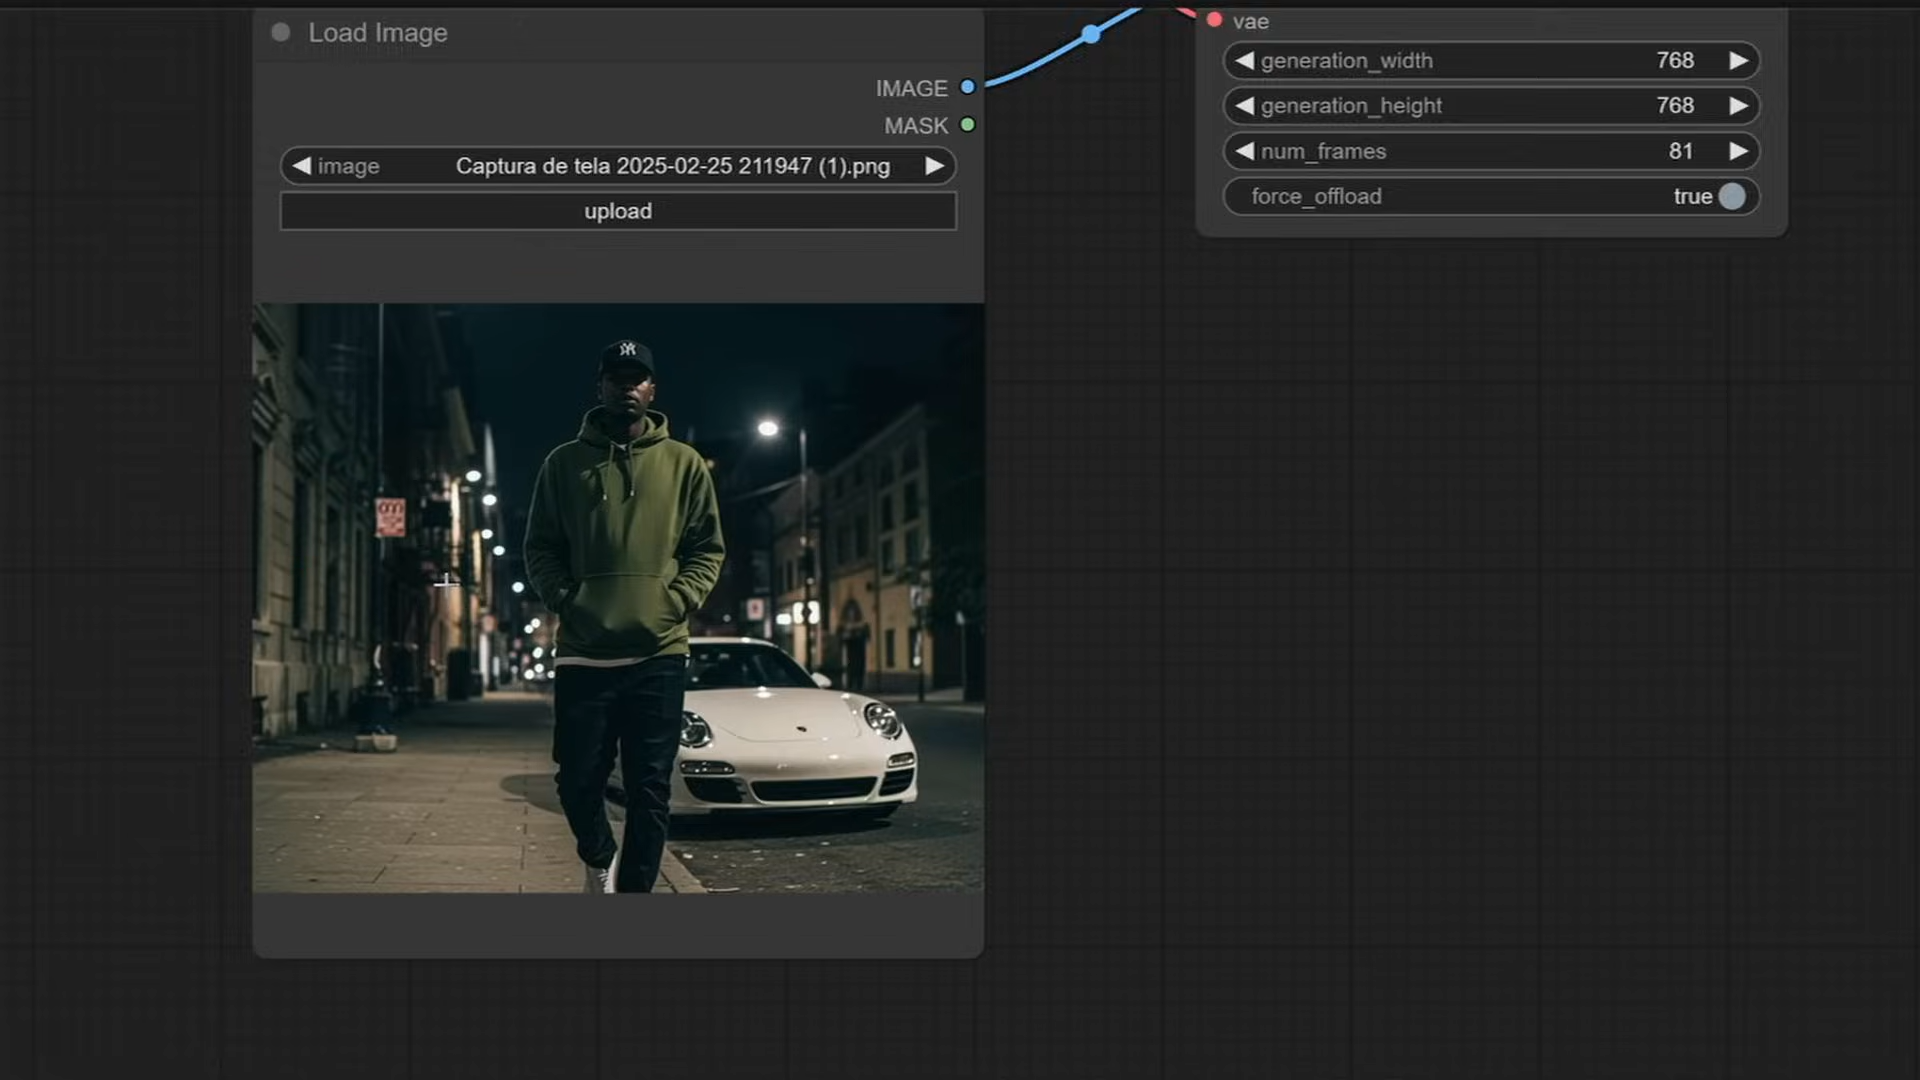 Load Image
IMAGE
MASK
image Captura de tela 2025-02-25 211947 (1).png
upload
vae
generation_width 768
generation_height 768
num_frames 81
force_offload true